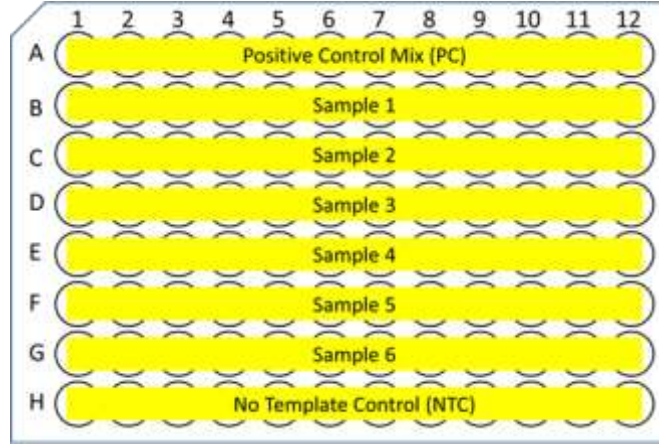 1 2 3 4 5 6 7 8 9 10 11 12
A Positive Control Mix (PC)
B Sample 1
C Sample 2
D Sample 3
E Sample 4
F Sample 5
G Sample 6
H No Template Control (NTC)